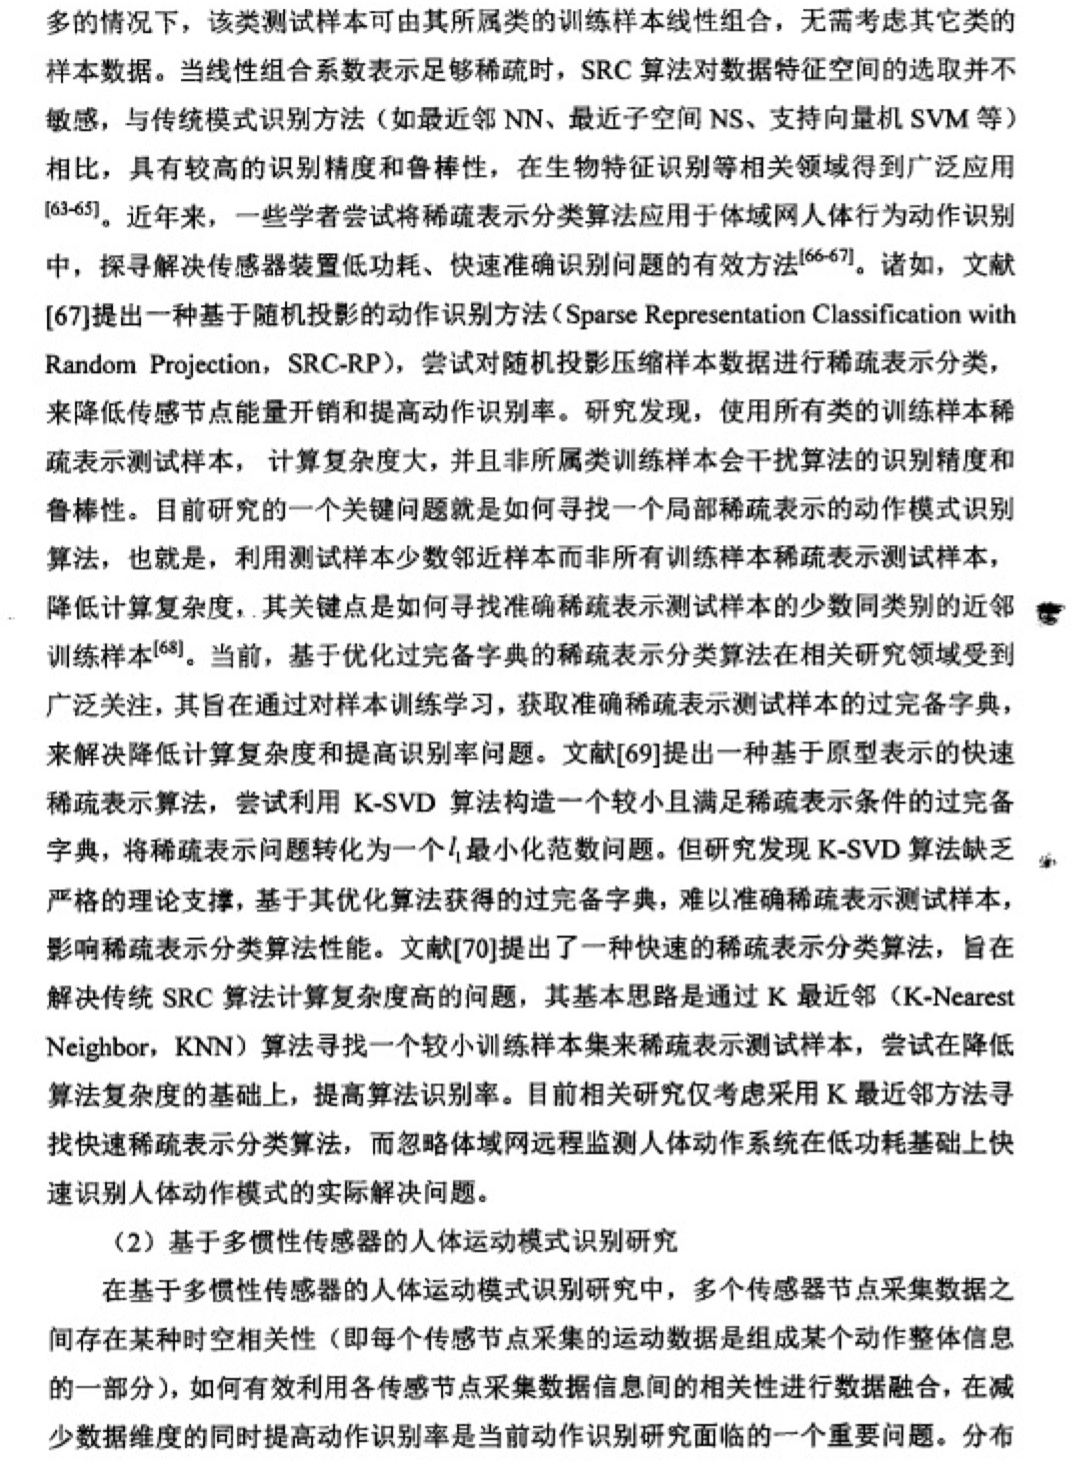 多的情况下，该类测试样本可由其所属类的训练样本线性组合，无需考虑其它类的
样本数据。当线性组合系数表示足够稀疏时，SRC 算法对数据特征空间的选取并不
敏感，与传统模式识别方法（如最近邻 NN、最近子空间 NS、支持向量机 SVM 等）
相比，具有较高的识别精度和鲁棒性，在生物特征识别等相关领域得到广泛应用
[63-65]。近年来，一些学者尝试将稀疏表示分类算法应用于体域网人体行为动作识别
中，探寻解决传感器装置低功耗、快速准确识别问题的有效方法[66-67]。诸如，文献
[67]提出一种基于随机投影的动作识别方法（Sparse Representation Classification with
Random Projection，SRC-RP），尝试对随机投影压缩样本数据进行稀疏表示分类，
来降低传感节点能量开销和提高动作识别率。研究发现，使用所有类的训练样本稀
疏表示测试样本， 计算复杂度大，并且非所属类训练样本会干扰算法的识别精度和
鲁棒性。目前研究的一个关键问题就是如何寻找一个局部稀疏表示的动作模式识别
算法，也就是，利用测试样本少数邻近样本而非所有训练样本稀疏表示测试样本，
降低计算复杂度，其关键点是如何寻找准确稀疏表示测试样本的少数同类别的近邻
训练样本[68]。当前，基于优化过完备字典的稀疏表示分类算法在相关研究领域受到
广泛关注，其旨在通过对样本训练学习，获取准确稀疏表示测试样本的过完备字典，
来解决降低计算复杂度和提高识别率问题。文献[69]提出一种基于原型表示的快速
稀疏表示算法，尝试利用 K-SVD 算法构造一个较小且满足稀疏表示条件的过完备
字典，将稀疏表示问题转化为一个 l₁ 最小化范数问题。但研究发现 K-SVD 算法缺乏
严格的理论支撑，基于其优化算法获得的过完备字典，难以准确稀疏表示测试样本，
影响稀疏表示分类算法性能。文献[70]提出了一种快速的稀疏表示分类算法，旨在
解决传统 SRC 算法计算复杂度高的问题，其基本思路是通过 K 最近邻（K-Nearest
Neighbor，KNN）算法寻找一个较小训练样本集来稀疏表示测试样本，尝试在降低
算法复杂度的基础上，提高算法识别率。目前相关研究仅考虑采用 K 最近邻方法寻
找快速稀疏表示分类算法，而忽略体域网远程监测人体动作系统在低功耗基础上快
速识别人体动作模式的实际解决问题。
（2）基于多惯性传感器的人体运动模式识别研究
在基于多惯性传感器的人体运动模式识别研究中，多个传感器节点采集数据之
间存在某种时空相关性（即每个传感节点采集的运动数据是组成某个动作整体信息
的一部分），如何有效利用各传感节点采集数据信息间的相关性进行数据融合，在减
少数据维度的同时提高动作识别率是当前动作识别研究面临的一个重要问题。分布